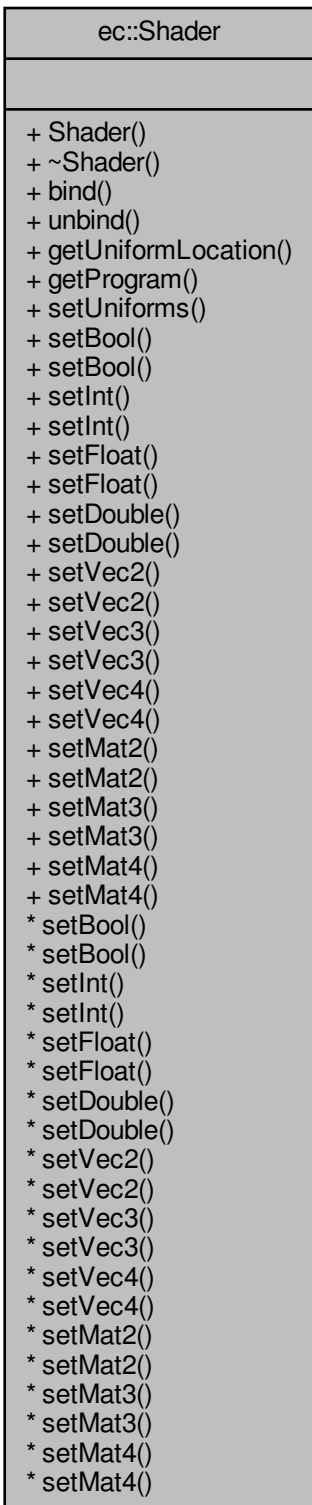 ec::Shader
+ Shader()
+ ~Shader()
+ bind()
+ unbind()
+ getUniformLocation()
+ getProgram()
+ setUniforms()
+ setBool()
+ setBool()
+ setInt()
+ setInt()
+ setFloat()
+ setFloat()
+ setDouble()
+ setDouble()
+ setVec2()
+ setVec2()
+ setVec3()
+ setVec3()
+ setVec4()
+ setVec4()
+ setMat2()
+ setMat2()
+ setMat3()
+ setMat3()
+ setMat4()
+ setMat4()
* setBool()
* setBool()
* setInt()
* setInt()
* setFloat()
* setFloat()
* setDouble()
* setDouble()
* setVec2()
* setVec2()
* setVec3()
* setVec3()
* setVec4()
* setVec4()
* setMat2()
* setMat2()
* setMat3()
* setMat3()
* setMat4()
* setMat4()